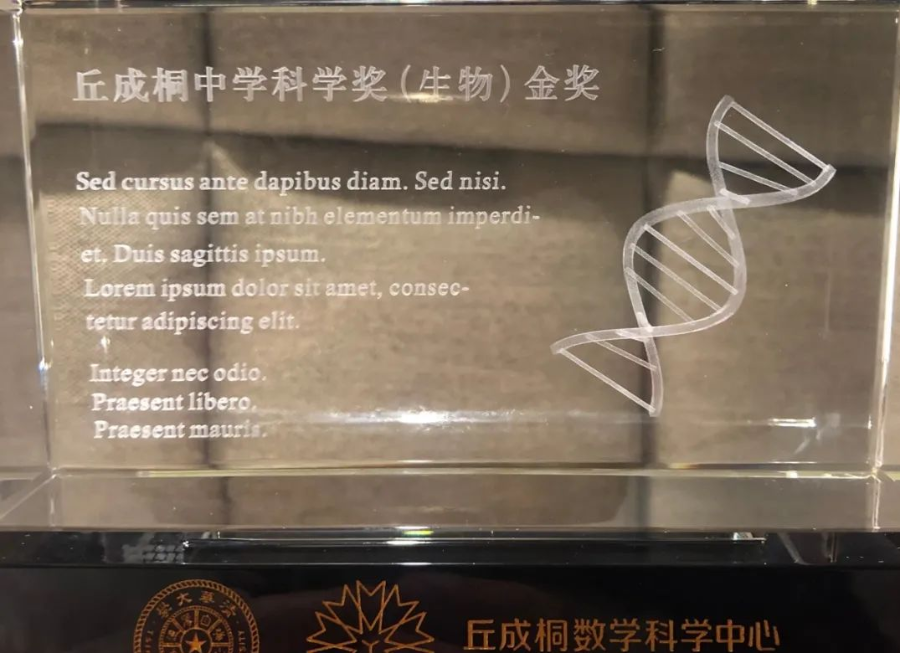 丘成桐中学科学奖（生物）金奖
Sed cursus ante dapibus diam. Sed nisi.
Nulla quis sem at nibh elementum imperdi-
et. Duis sagittis ipsum.
Lorem ipsum dolor sit amet, consec-
tetur adipiscing elit.
Integer nec odio.
Praesent libero.
Praesent mauris.
丘成桐数学科学中心